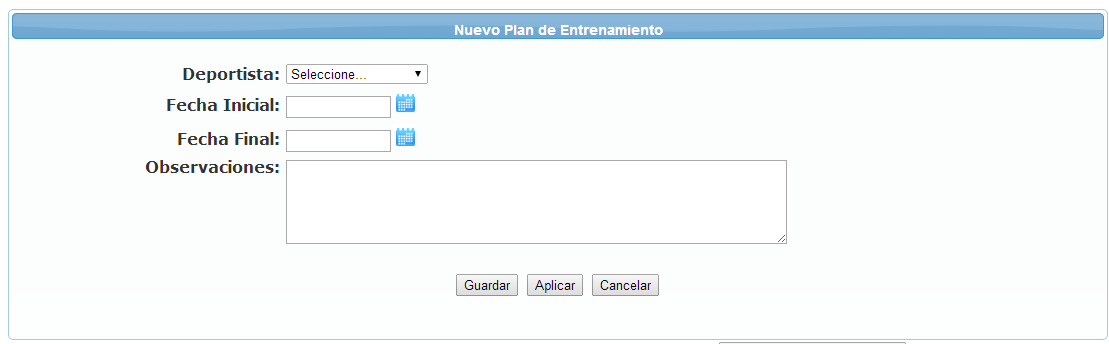 Nuevo Plan de Entrenamiento
Deportista: Seleccione...
Fecha Inicial:
Fecha Final:
Observaciones:
Guardar Aplicar Cancelar